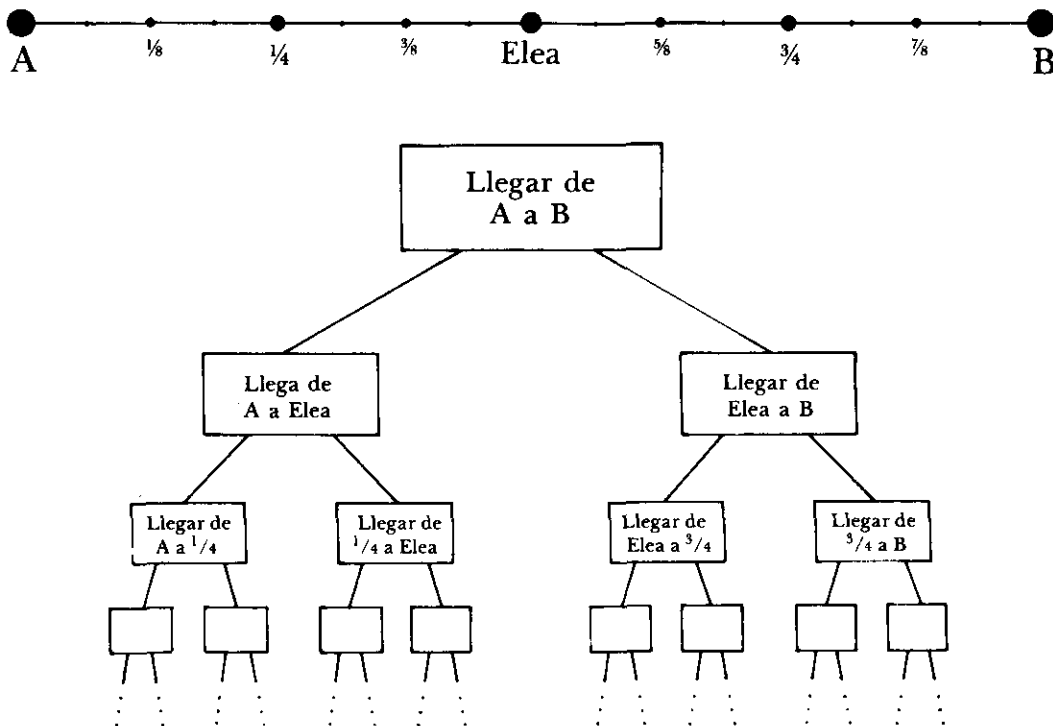 A ⅛ ¼ ⅜ Elea ⅝ ¾ ⅞ B
Llegar de
A a B
Llega de
A a Elea
Llegar de
Elea a B
Llegar de
A a ¹/4
Llegar de
¹/4 a Elea
Llegar de
Elea a ³/4
Llegar de
³/4 a B